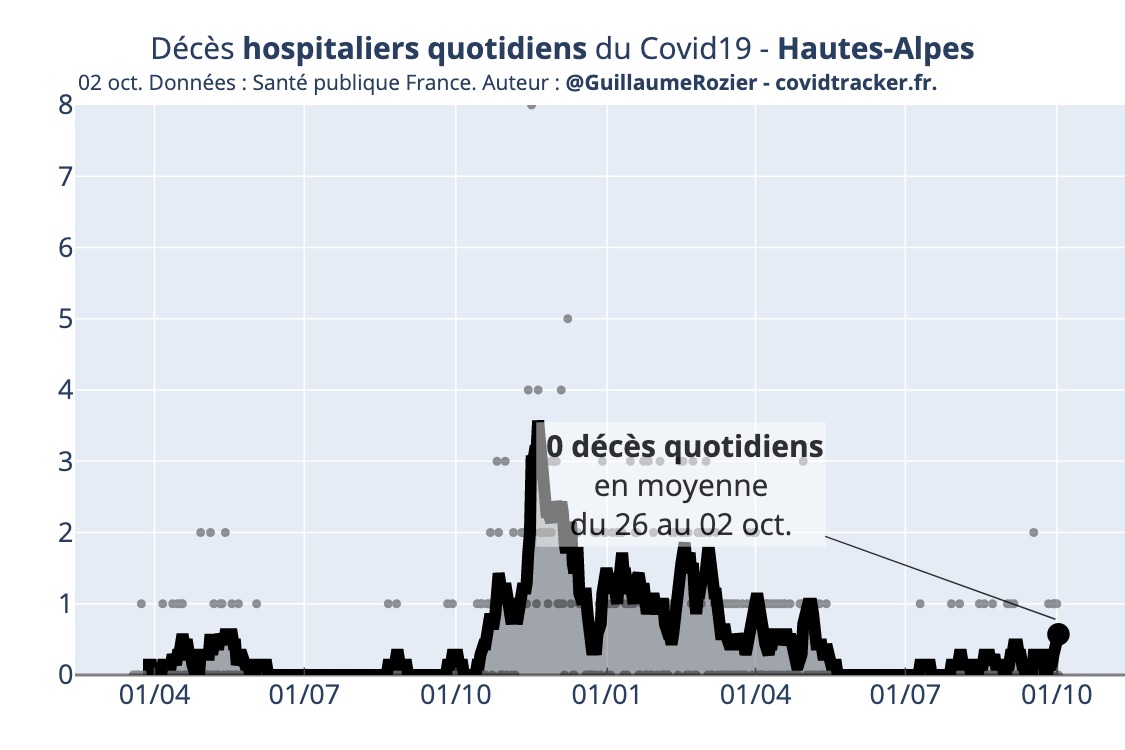 Décès hospitaliers quotidiens du Covid19 - Hautes-Alpes
02 oct. Données : Santé publique France. Auteur : @GuillaumeRozier - covidtracker.fr.
8
7
6
5
4
3
2
1
0
0 décès quotidiens
en moyenne
du 26 au 02 oct.
01/04 01/07 01/10 01/01 01/04 01/07 01/10